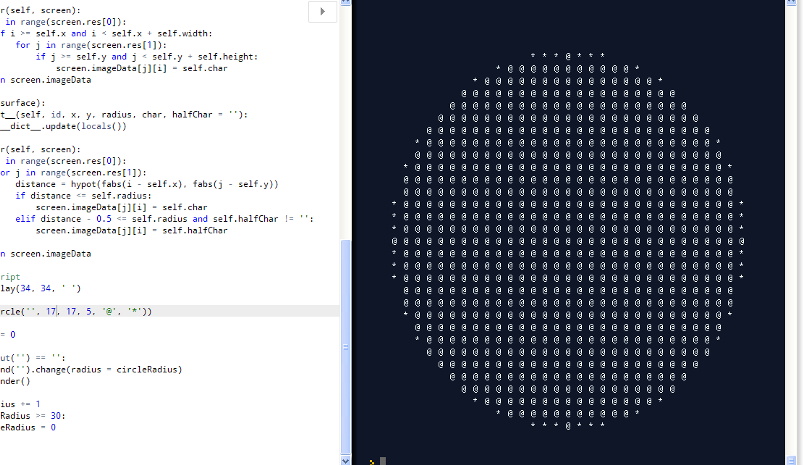 r(self, screen):
in range(screen.res[0]):
f i >= self.x and i < self.x + self.width:
for j in range(screen.res[1]):
if j >= self.y and j < self.y + self.height:
screen.imageData[j][i] = self.char
n screen.imageData
surface):
t__(self, id, x, y, radius, char, halfChar = ''):
__dict__.update(locals())
r(self, screen):
in range(screen.res[0]):
or j in range(screen.res[1]):
distance = hypot(fabs(i - self.x), fabs(j - self.y))
if distance <= self.radius:
screen.imageData[j][i] = self.char
elif distance - 0.5 <= self.radius and self.halfChar != '':
screen.imageData[j][i] = self.halfChar
n screen.imageData
ript
lay(34, 34, ' ')
rcle('', 17, 17, 5, '@', '*'))
= 0
ut('') == '':
nd('').change(radius = circleRadius)
nder()
ius += 1
Radius >= 30:
eRadius = 0
* * * @ * * *
* @ @ @ @ @ @ @ @ @ @ @ *
* @ @ @ @ @ @ @ @ @ @ @ @ @ @ @ *
@ @ @ @ @ @ @ @ @ @ @ @ @ @ @ @ @ @ @
@ @ @ @ @ @ @ @ @ @ @ @ @ @ @ @ @ @ @ @ @
@ @ @ @ @ @ @ @ @ @ @ @ @ @ @ @ @ @ @ @ @ @ @
@ @ @ @ @ @ @ @ @ @ @ @ @ @ @ @ @ @ @ @ @ @ @ @ @
* @ @ @ @ @ @ @ @ @ @ @ @ @ @ @ @ @ @ @ @ @ @ @ @ @ *
@ @ @ @ @ @ @ @ @ @ @ @ @ @ @ @ @ @ @ @ @ @ @ @ @ @ @
* @ @ @ @ @ @ @ @ @ @ @ @ @ @ @ @ @ @ @ @ @ @ @ @ @ @ @ *
@ @ @ @ @ @ @ @ @ @ @ @ @ @ @ @ @ @ @ @ @ @ @ @ @ @ @ @ @
@ @ @ @ @ @ @ @ @ @ @ @ @ @ @ @ @ @ @ @ @ @ @ @ @ @ @ @ @
* @ @ @ @ @ @ @ @ @ @ @ @ @ @ @ @ @ @ @ @ @ @ @ @ @ @ @ @ @ *
* @ @ @ @ @ @ @ @ @ @ @ @ @ @ @ @ @ @ @ @ @ @ @ @ @ @ @ @ @ *
* @ @ @ @ @ @ @ @ @ @ @ @ @ @ @ @ @ @ @ @ @ @ @ @ @ @ @ @ @ *
@ @ @ @ @ @ @ @ @ @ @ @ @ @ @ @ @ @ @ @ @ @ @ @ @ @ @ @ @ @ @
* @ @ @ @ @ @ @ @ @ @ @ @ @ @ @ @ @ @ @ @ @ @ @ @ @ @ @ @ @ *
* @ @ @ @ @ @ @ @ @ @ @ @ @ @ @ @ @ @ @ @ @ @ @ @ @ @ @ @ @ *
* @ @ @ @ @ @ @ @ @ @ @ @ @ @ @ @ @ @ @ @ @ @ @ @ @ @ @ @ @ *
@ @ @ @ @ @ @ @ @ @ @ @ @ @ @ @ @ @ @ @ @ @ @ @ @ @ @ @ @
@ @ @ @ @ @ @ @ @ @ @ @ @ @ @ @ @ @ @ @ @ @ @ @ @ @ @ @ @
* @ @ @ @ @ @ @ @ @ @ @ @ @ @ @ @ @ @ @ @ @ @ @ @ @ @ @ *
@ @ @ @ @ @ @ @ @ @ @ @ @ @ @ @ @ @ @ @ @ @ @ @ @ @ @
* @ @ @ @ @ @ @ @ @ @ @ @ @ @ @ @ @ @ @ @ @ @ @ @ @ *
@ @ @ @ @ @ @ @ @ @ @ @ @ @ @ @ @ @ @ @ @ @ @ @ @
@ @ @ @ @ @ @ @ @ @ @ @ @ @ @ @ @ @ @ @ @ @ @
@ @ @ @ @ @ @ @ @ @ @ @ @ @ @ @ @ @ @ @ @
@ @ @ @ @ @ @ @ @ @ @ @ @ @ @ @ @ @ @
* @ @ @ @ @ @ @ @ @ @ @ @ @ @ @ *
* @ @ @ @ @ @ @ @ @ @ @ *
* * * @ * * *